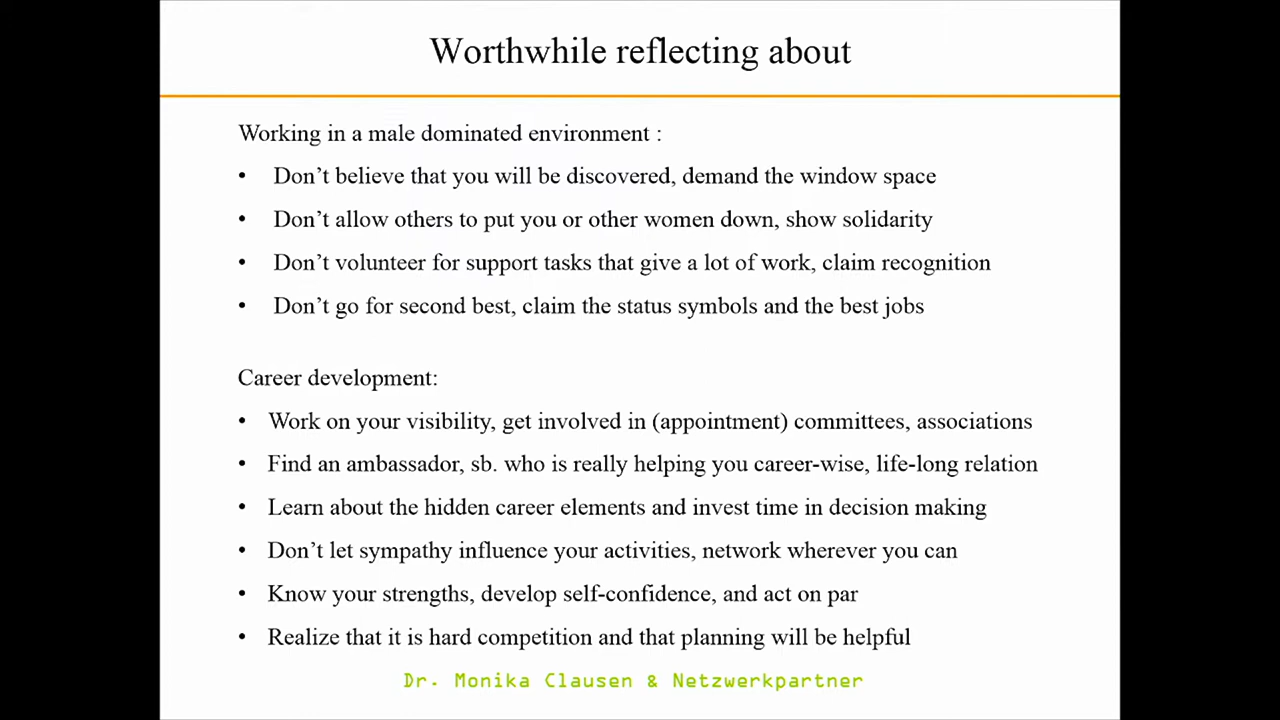 Worthwhile reflecting about
Working in a male dominated environment :
• Don’t believe that you will be discovered, demand the window space
• Don’t allow others to put you or other women down, show solidarity
• Don’t volunteer for support tasks that give a lot of work, claim recognition
• Don’t go for second best, claim the status symbols and the best jobs
Career development:
• Work on your visibility, get involved in (appointment) committees, associations
• Find an ambassador, sb. who is really helping you career-wise, life-long relation
• Learn about the hidden career elements and invest time in decision making
• Don’t let sympathy influence your activities, network wherever you can
• Know your strengths, develop self-confidence, and act on par
• Realize that it is hard competition and that planning will be helpful
Dr. Monika Clausen & Netzwerkpartner